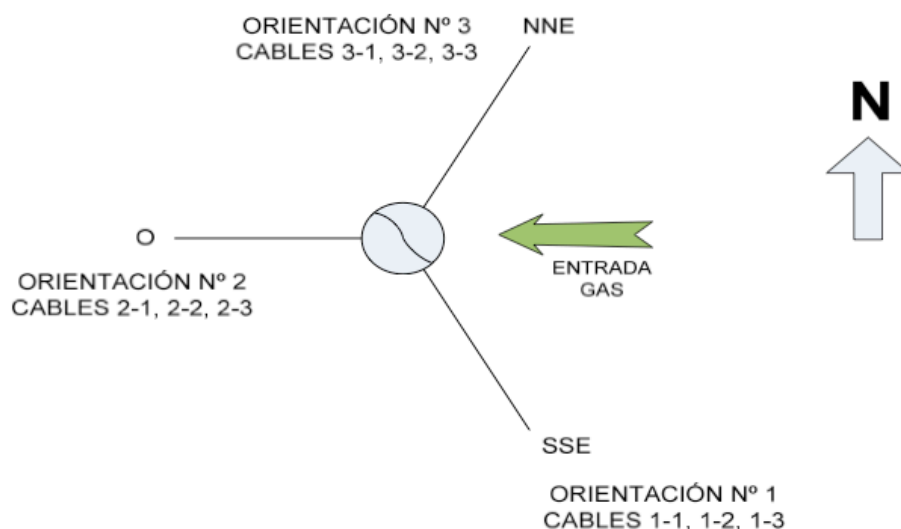 ORIENTACIÓN Nº 3
CABLES 3-1, 3-2, 3-3
NNE
N
O
ENTRADA
GAS
ORIENTACIÓN Nº 2
CABLES 2-1, 2-2, 2-3
SSE
ORIENTACIÓN Nº 1
CABLES 1-1, 1-2, 1-3